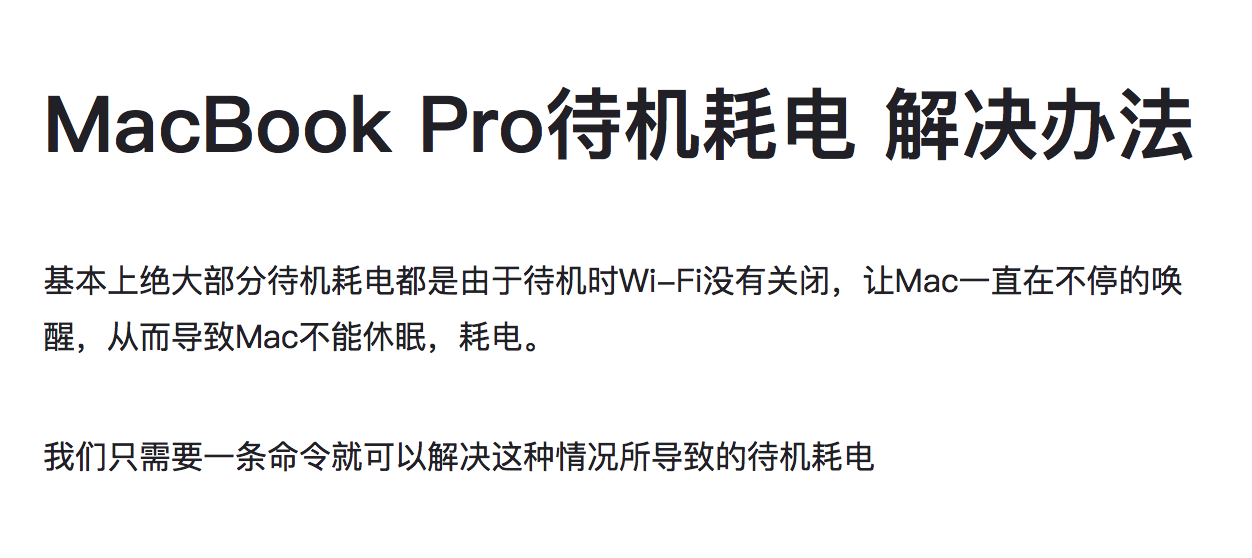 MacBook Pro待机耗电 解决办法
基本上绝大部分待机耗电都是由于待机时Wi-Fi没有关闭，让Mac一直在不停的唤
醒，从而导致Mac不能休眠，耗电。
我们只需要一条命令就可以解决这种情况所导致的待机耗电